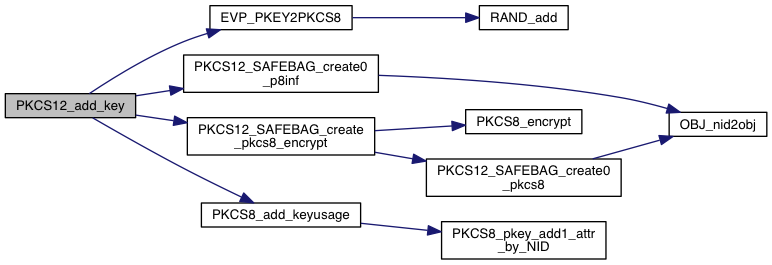 EVP_PKEY2PKCS8
RAND_add
PKCS12_SAFEBAG_create0
_p8inf
PKCS12_add_key
PKCS12_SAFEBAG_create
_pkcs8_encrypt
PKCS8_encrypt
OBJ_nid2obj
PKCS12_SAFEBAG_create0
_pkcs8
PKCS8_add_keyusage
PKCS8_pkey_add1_attr
_by_NID